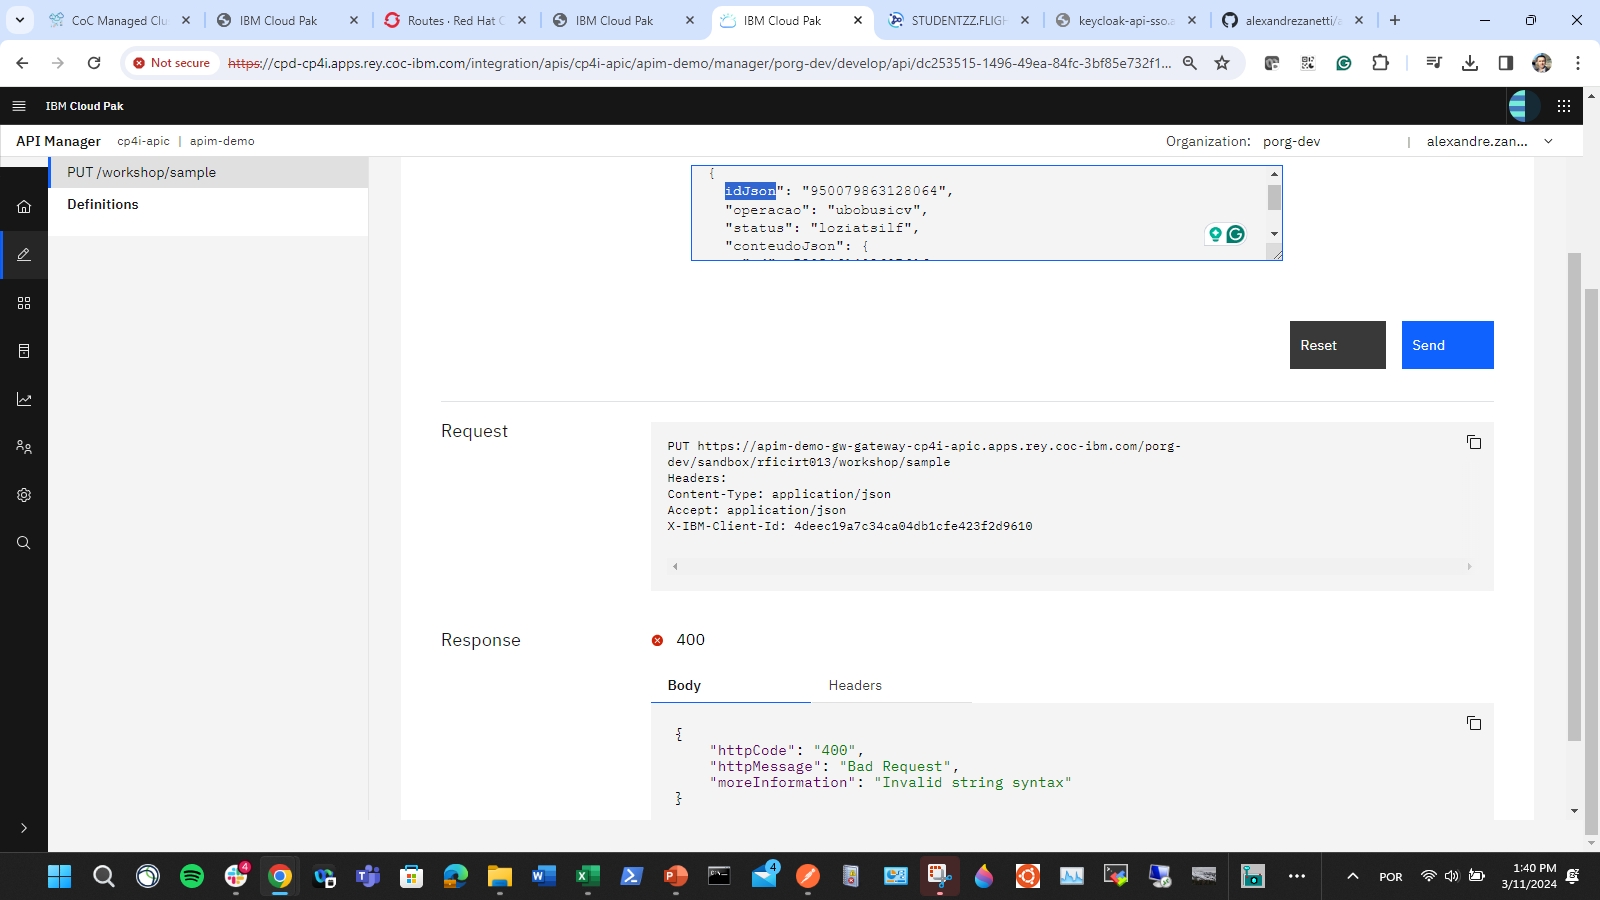 CoC Managed Clu
IBM Cloud Pak
Routes · Red Hat C
IBM Cloud Pak
IBM Cloud Pak
STUDENTZZ.FLIGH
keycloak-api-sso.a
alexandrezanetti/a
Not secure
https://cpd-cp4i.apps.rey.coc-ibm.com/integration/apis/cp4i-apic/apim-demo/manager/porg-dev/develop/api/dc253515-1496-49ea-84fc-3bf85e732f1...
IBM Cloud Pak
API Manager cp4i-apic | apim-demo
Organization: porg-dev | alexandre.zan...
PUT /workshop/sample
Definitions
{
idJson": "950079863128064",
"operacao": "ubobusicv",
"status": "loziatsilf",
"conteudoJson": {
Reset
Send
Request
PUT https://apim-demo-gw-gateway-cp4i-apic.apps.rey.coc-ibm.com/porg-
dev/sandbox/rficirt013/workshop/sample
Headers:
Content-Type: application/json
Accept: application/json
X-IBM-Client-Id: 4deec19a7c34ca04db1cfe423f2d9610
Response
400
Body
Headers
{
"httpCode": "400",
"httpMessage": "Bad Request",
"moreInformation": "Invalid string syntax"
}
4
4
POR
1:40 PM
3/11/2024